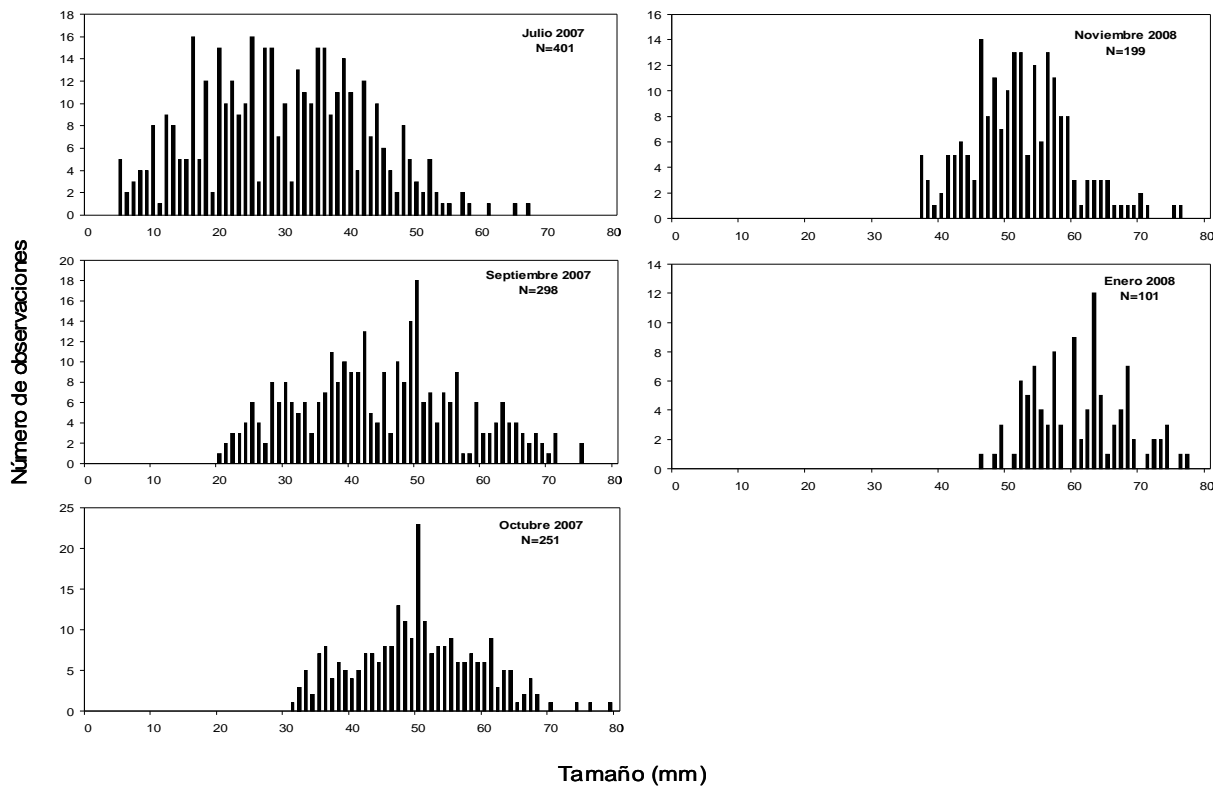 Número de observaciones
18
16
14
12
10
8
6
4
2
0
Julio 2007
N=401
0 10 20 30 40 50 60 70 80
20
18
16
14
12
10
8
6
4
2
0
Septiembre 2007
N=298
0 10 20 30 40 50 60 70 80
25
20
15
10
5
0
Octubre 2007
N=251
0 10 20 30 40 50 60 70 80
16
14
12
10
8
6
4
2
0
Noviembre 2008
N=199
0 10 20 30 40 50 60 70 80
14
12
10
8
6
4
2
0
Enero 2008
N=101
0 10 20 30 40 50 60 70 80
Tamaño (mm)